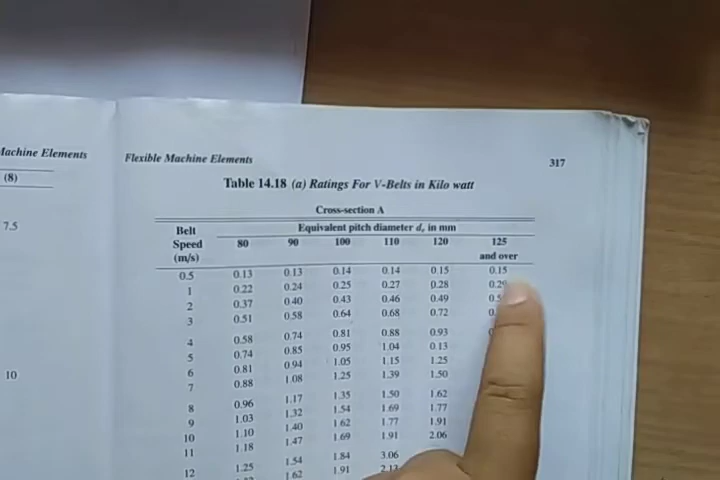 Machine Elements
(8)
7.5
10
Flexible Machine Elements
317
Table 14.18 (a) Ratings For V-Belts in Kilo watt
Cross-section A
Belt Speed (m/s)
Equivalent pitch diameter de in mm
80 90 100 110 120 125 and over
0.5 0.13 0.13 0.14 0.14 0.15 0.15
1 0.22 0.24 0.25 0.27 0.28 0.29
2 0.37 0.40 0.43 0.46 0.49
3 0.51 0.58 0.64 0.68 0.72
4 0.58 0.74 0.81 0.88 0.93
5 0.74 0.85 0.95 1.04 0.13
6 0.81 0.94 1.05 1.15 1.25
7 0.88 1.08 1.25 1.39 1.50
8 0.96 1.17 1.35 1.50 1.62
9 1.03 1.32 1.54 1.69 1.77
10 1.10 1.40 1.62 1.77 1.91
11 1.18 1.47 1.69 1.91 2.06
12 1.25 1.54 1.84 3.06
1.62 1.91